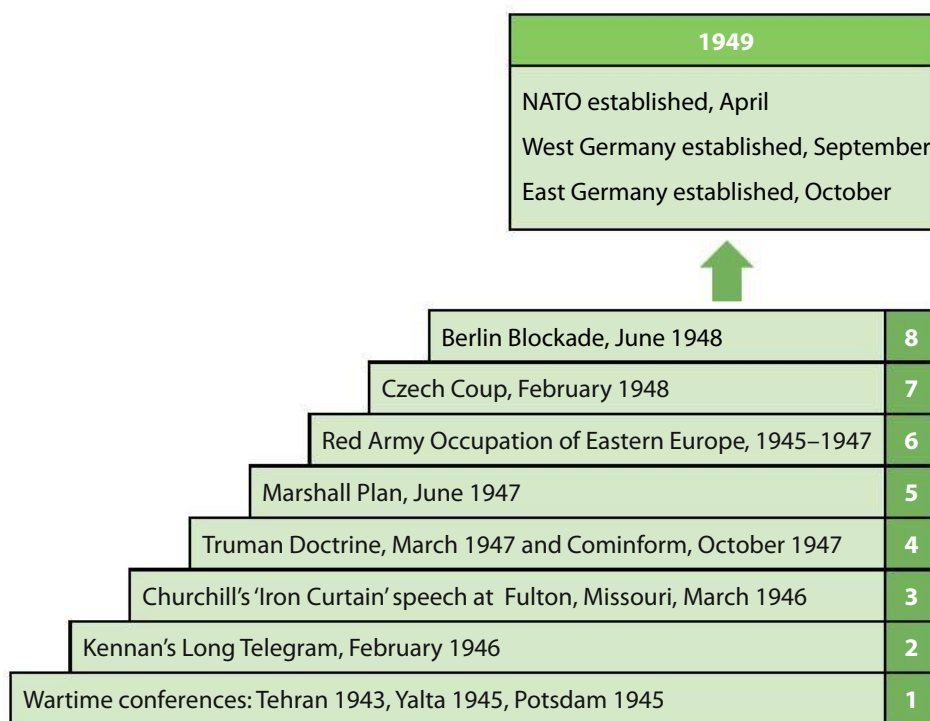 1949
NATO established, April
West Germany established, September
East Germany established, October
Berlin Blockade, June 1948 8
Czech Coup, February 1948 7
Red Army Occupation of Eastern Europe, 1945–1947 6
Marshall Plan, June 1947 5
Truman Doctrine, March 1947 and Cominform, October 1947 4
Churchill's 'Iron Curtain' speech at Fulton, Missouri, March 1946 3
Kennan's Long Telegram, February 1946 2
Wartime conferences: Tehran 1943, Yalta 1945, Potsdam 1945 1